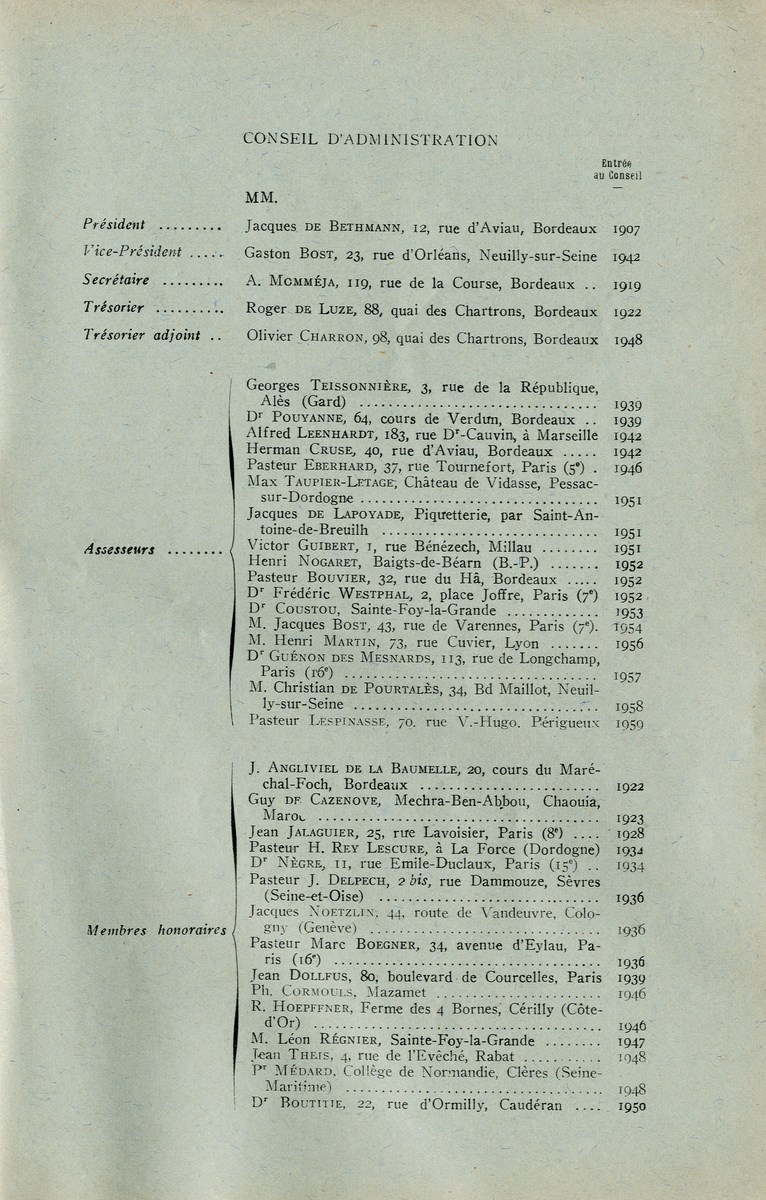 CONSEIL D'ADMINISTRATION
Entrée
au Conseil
MM.
Président ......... Jacques DE BETHMANN, 12, rue d'Aviau, Bordeaux 1907
Vice-Président ..... Gaston BOST, 23, rue d'Orléans, Neuilly-sur-Seine 1942
Secrétaire ......... A. MOMMÉJA, 119, rue de la Course, Bordeaux .. 1919
Trésorier .......... Roger DE LUZE, 88, quai des Chartrons, Bordeaux 1922
Trésorier adjoint .. Olivier CHARRON, 98, quai des Chartrons, Bordeaux 1948
Georges TEISSONNIÈRE, 3, rue de la République,
Alès (Gard) ................................ 1939
Dr POUYANNE, 64, cours de Verdun, Bordeaux .. 1939
Alfred LEENHARDT, 183, rue Dr-Cauvin, à Marseille 1942
Herman CRUSE, 40, rue d'Aviau, Bordeaux ..... 1942
Pasteur EBERHARD, 37, rue Tournefort, Paris (5e) . 1946
Max TAUPIER-LETAGE, Château de Vidasse, Pessac-
sur-Dordogne ................................ 1951
Jacques DE LAPOYADE, Piquetterie, par Saint-An-
toine-de-Breuilh ............................. 1951
Assesseurs ........ Victor GUIBERT, 1, rue Bénézech, Millau ........ 1951
Henri NOGARET, Baigts-de-Béarn (B.-P.) ....... 1952
Pasteur BOUVIER, 32, rue du Hâ, Bordeaux ..... 1952
Dr Frédéric WESTPHAL, 2, place Joffre, Paris (7e) 1952
Dr COUSTOU, Sainte-Foy-la-Grande ............ 1953
M. Jacques BOST, 43, rue de Varennes, Paris (7e). 1954
M. Henri MARTIN, 73, rue Cuvier, Lyon ....... 1956
Dr GUÉNON DES MESNARDS, 113, rue de Longchamp,
Paris (16e) .................................. 1957
M. Christian DE POURTALÈS, 34, Bd Maillot, Neuil-
ly-sur-Seine ................................. 1958
Pasteur LESPINASSE, 70, rue V.-Hugo, Périgueux 1959
J. ANGLIVIEL DE LA BAUMELLE, 20, cours du Maré-
chal-Foch, Bordeaux ........................ 1922
Guy DE CAZENOVE, Mechra-Ben-Abbou, Chaouia,
Maroc ...................................... 1923
Jean JALAGUIER, 25, rue Lavoisier, Paris (8e) .... 1928
Pasteur H. REY LESCURE, à La Force (Dordogne) 1934
Dr NÈGRE, 11, rue Emile-Duclaux, Paris (15e) .. 1934
Pasteur J. DELPECH, 2 bis, rue Dammouze, Sèvres
(Seine-et-Oise) .............................. 1936
Jacques NOETZLIN, 44, route de Vandeuvre, Colo-
Membres honoraires gny (Genève) ............................... 1936
Pasteur Marc BOEGNER, 34, avenue d'Eylau, Pa-
ris (16e) .................................... 1936
Jean DOLLFUS, 80, boulevard de Courcelles, Paris 1939
Ph. CORMOULS, Mazamet ...................... 1946
R. HOEPFFNER, Ferme des 4 Bornes, Cérilly (Côte-
d'Or) ....................................... 1946
M. Léon RÉGNIER, Sainte-Foy-la-Grande ........ 1947
Jean THEIS, 4, rue de l'Evêché, Rabat .......... 1948
Pr MÉDARD, Collège de Normandie, Clères (Seine-
Maritime) ................................... 1948
Dr BOUTITIE, 22, rue d'Ormilly, Caudéran .... 1950